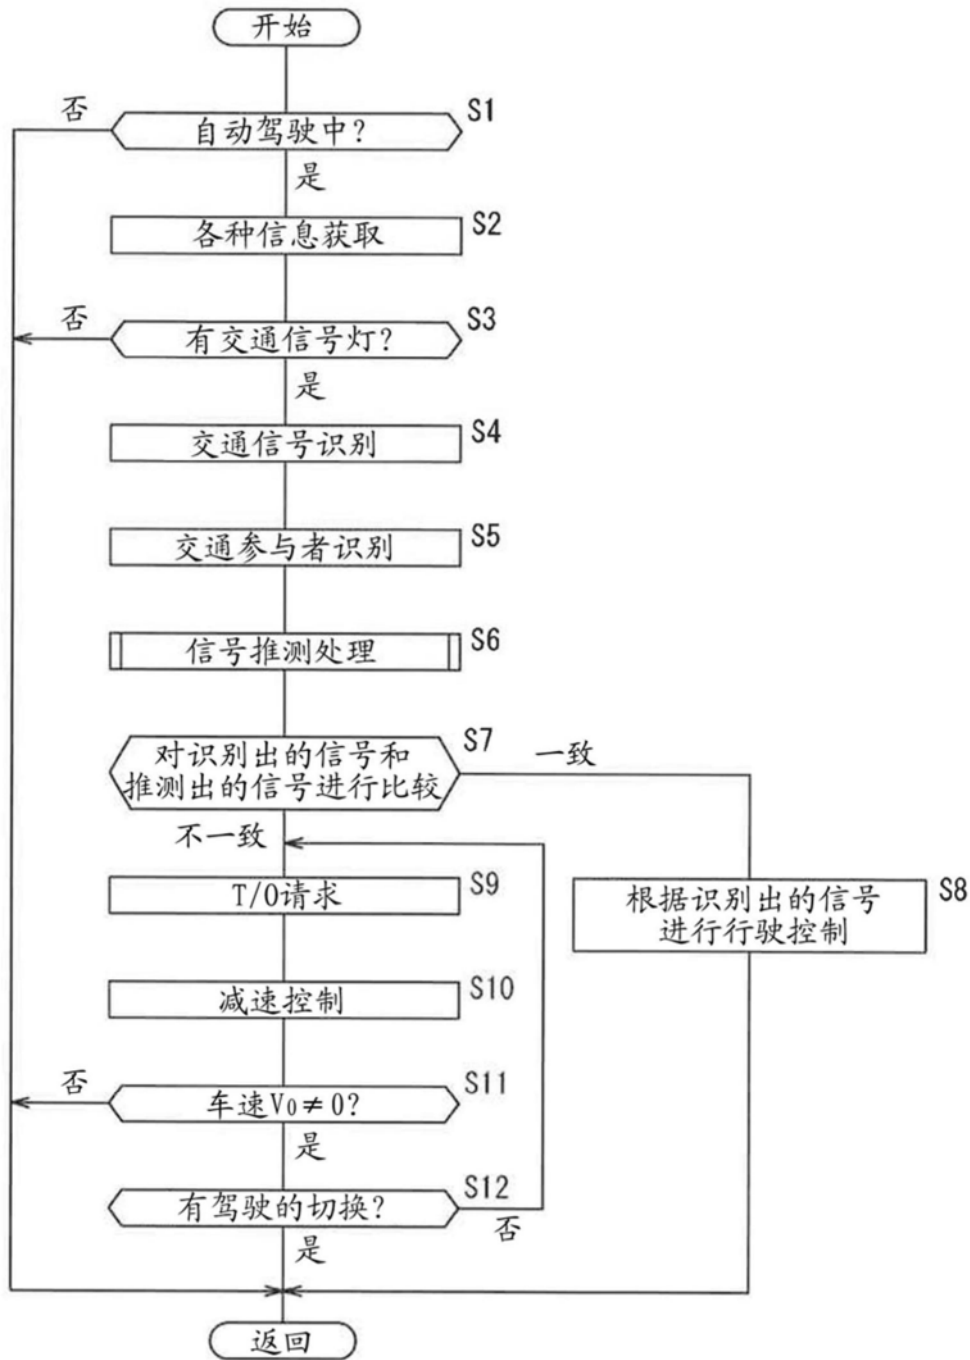 开始
否
S1
自动驾驶中?
是
各种信息获取
S2
否
S3
有交通信号灯?
是
交通信号识别
S4
交通参与者识别
S5
信号推测处理
S6
S7
对识别出的信号和
推测出的信号进行比较
一致
不一致
T/O请求
S9
根据识别出的信号
进行行驶控制
S8
减速控制
S10
否
S11
车速V₀≠0?
是
S12
有驾驶的切换?
否
是
返回